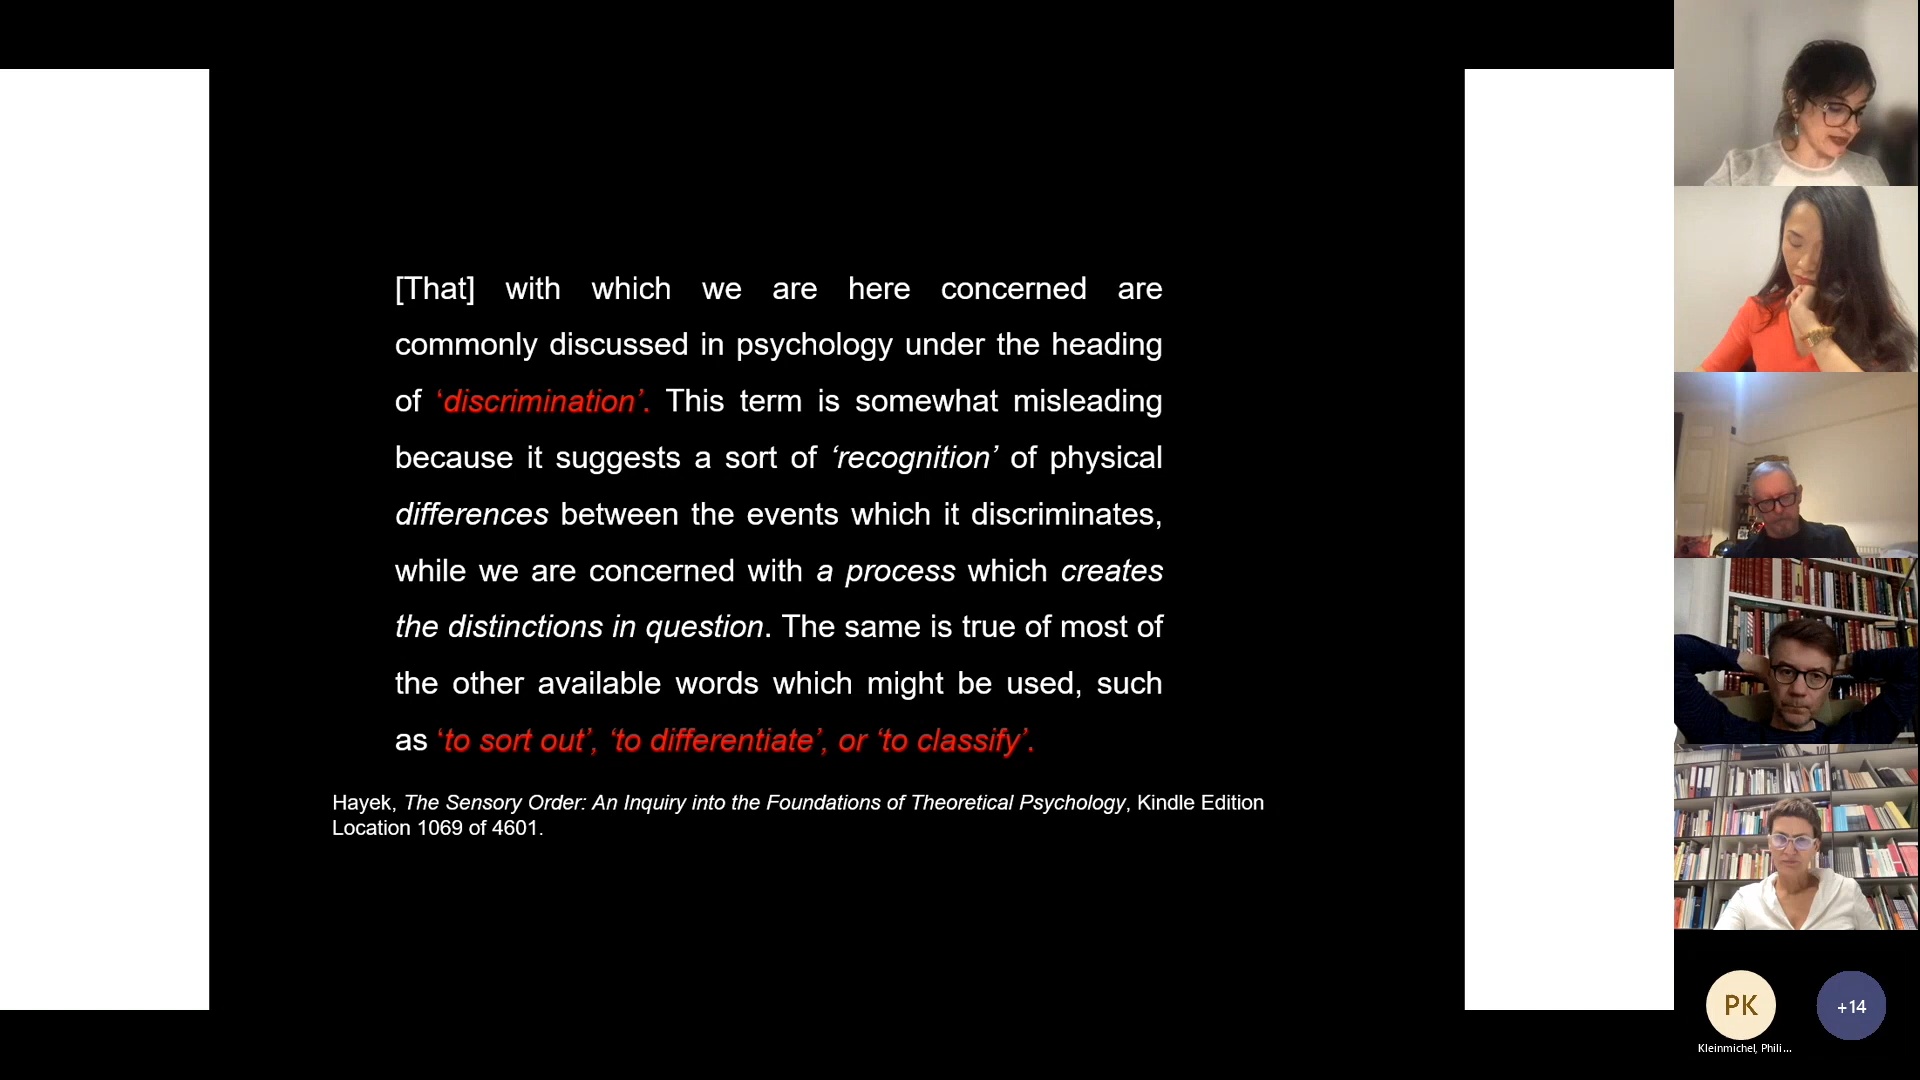 [That] with which we are here concerned are
commonly discussed in psychology under the heading
of ‘discrimination’. This term is somewhat misleading
because it suggests a sort of ‘recognition’ of physical
differences between the events which it discriminates,
while we are concerned with a process which creates
the distinctions in question. The same is true of most of
the other available words which might be used, such
as ‘to sort out’, ‘to differentiate’, or ‘to classify’.
Hayek, The Sensory Order: An Inquiry into the Foundations of Theoretical Psychology, Kindle Edition
Location 1069 of 4601.
PK
+14
Kleinmichel, Phili...